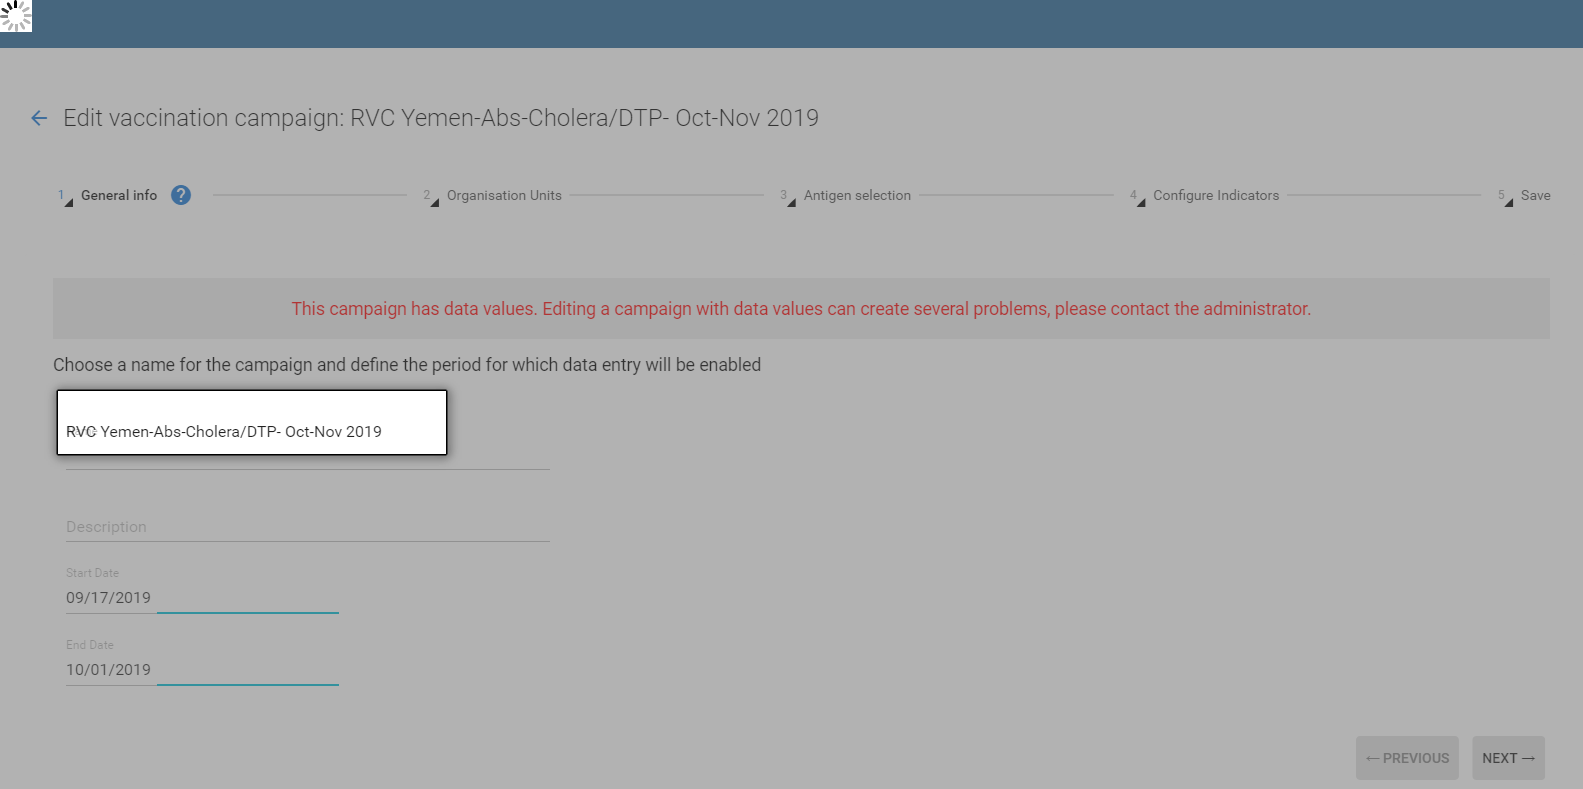 Edit vaccination campaign: RVC Yemen-Abs-Cholera/DTP- Oct-Nov 2019
1 General info ? 2 Organisation Units 3 Antigen selection 4 Configure Indicators 5 Save
This campaign has data values. Editing a campaign with data values can create several problems, please contact the administrator.
Choose a name for the campaign and define the period for which data entry will be enabled
RVC Yemen-Abs-Cholera/DTP- Oct-Nov 2019
Description
Start Date
09/17/2019
End Date
10/01/2019
← PREVIOUS NEXT →